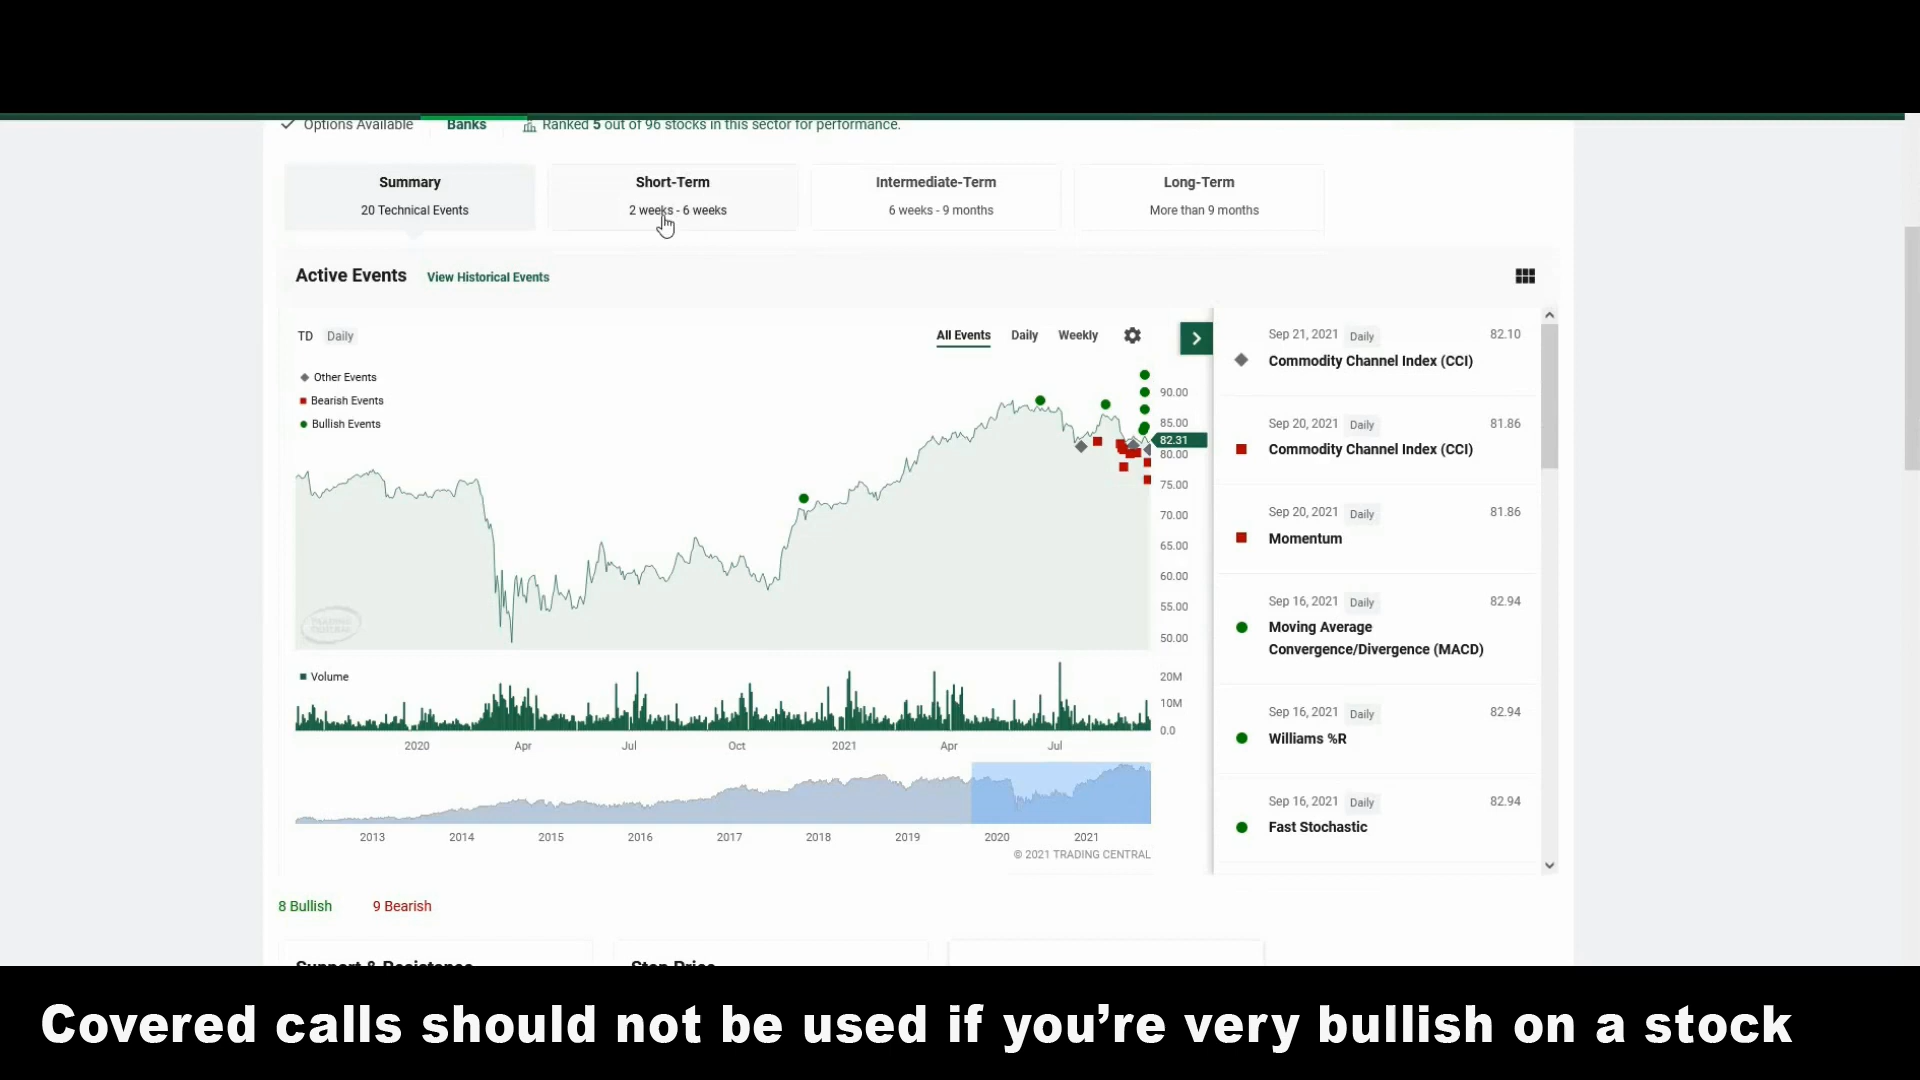 Options Available Banks Ranked 5 out of 96 stocks in this sector for performance.
Summary
20 Technical Events
Short-Term
2 weeks - 6 weeks
Intermediate-Term
6 weeks - 9 months
Long-Term
More than 9 months
Active Events View Historical Events
TD Daily
All Events Daily Weekly
Other Events
Bearish Events
Bullish Events
90.00
85.00
82.31
80.00
75.00
70.00
65.00
60.00
55.00
50.00
TRADING
CENTRAL
Volume
20M
10M
0.0
2020 Apr Jul Oct 2021 Apr Jul
2013 2014 2015 2016 2017 2018 2019 2020 2021
© 2021 TRADING CENTRAL
Sep 21, 2021 Daily 82.10
Commodity Channel Index (CCI)
Sep 20, 2021 Daily 81.86
Commodity Channel Index (CCI)
Sep 20, 2021 Daily 81.86
Momentum
Sep 16, 2021 Daily 82.94
Moving Average
Convergence/Divergence (MACD)
Sep 16, 2021 Daily 82.94
Williams %R
Sep 16, 2021 Daily 82.94
Fast Stochastic
8 Bullish 9 Bearish
Support & Resistance Stop Price
Covered calls should not be used if you’re very bullish on a stock